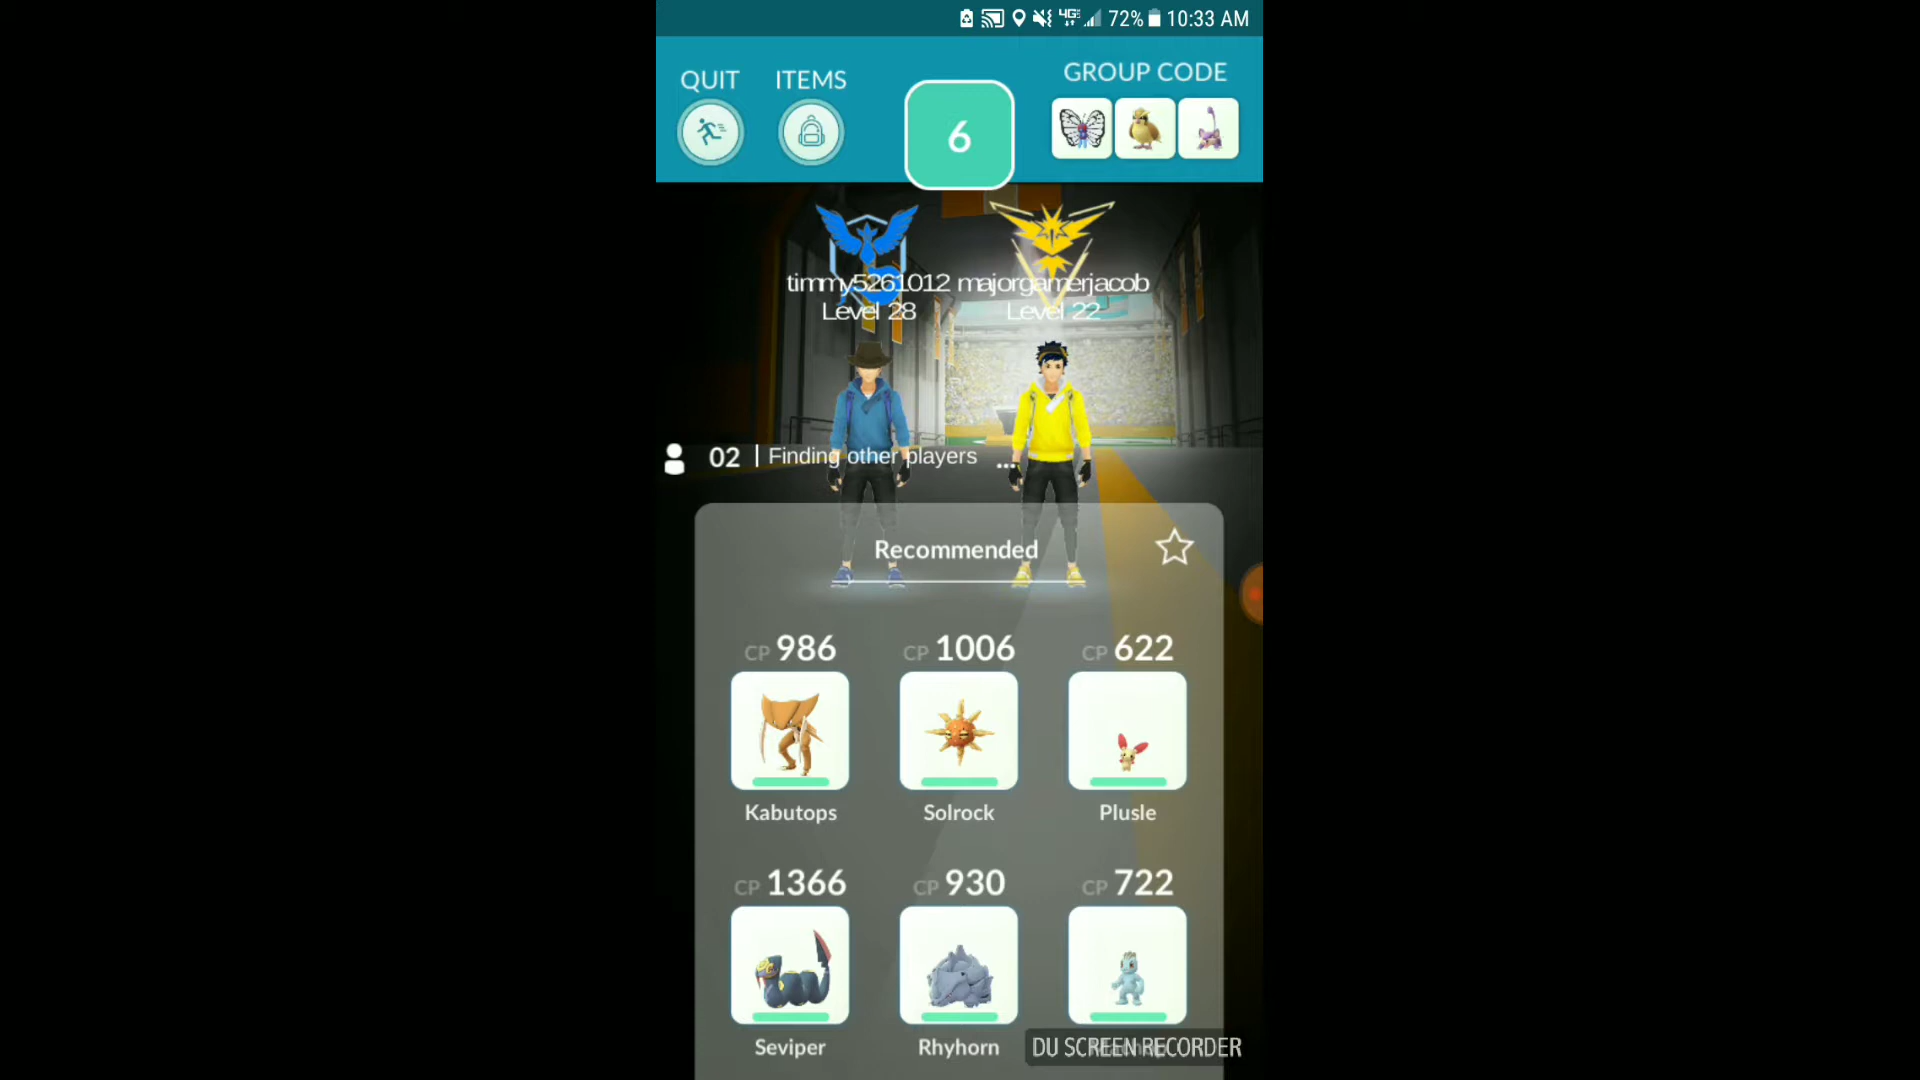 72% 10:33 AM
QUIT ITEMS GROUP CODE
6
timmy5261012 majorgamerjacob
Level 28 Level 22
02 | Finding other players ...
Recommended
CP 986 CP 1006 CP 622
Kabutops Solrock Plusle
CP 1366 CP 930 CP 722
Seviper Rhyhorn
DU SCREEN RECORDER